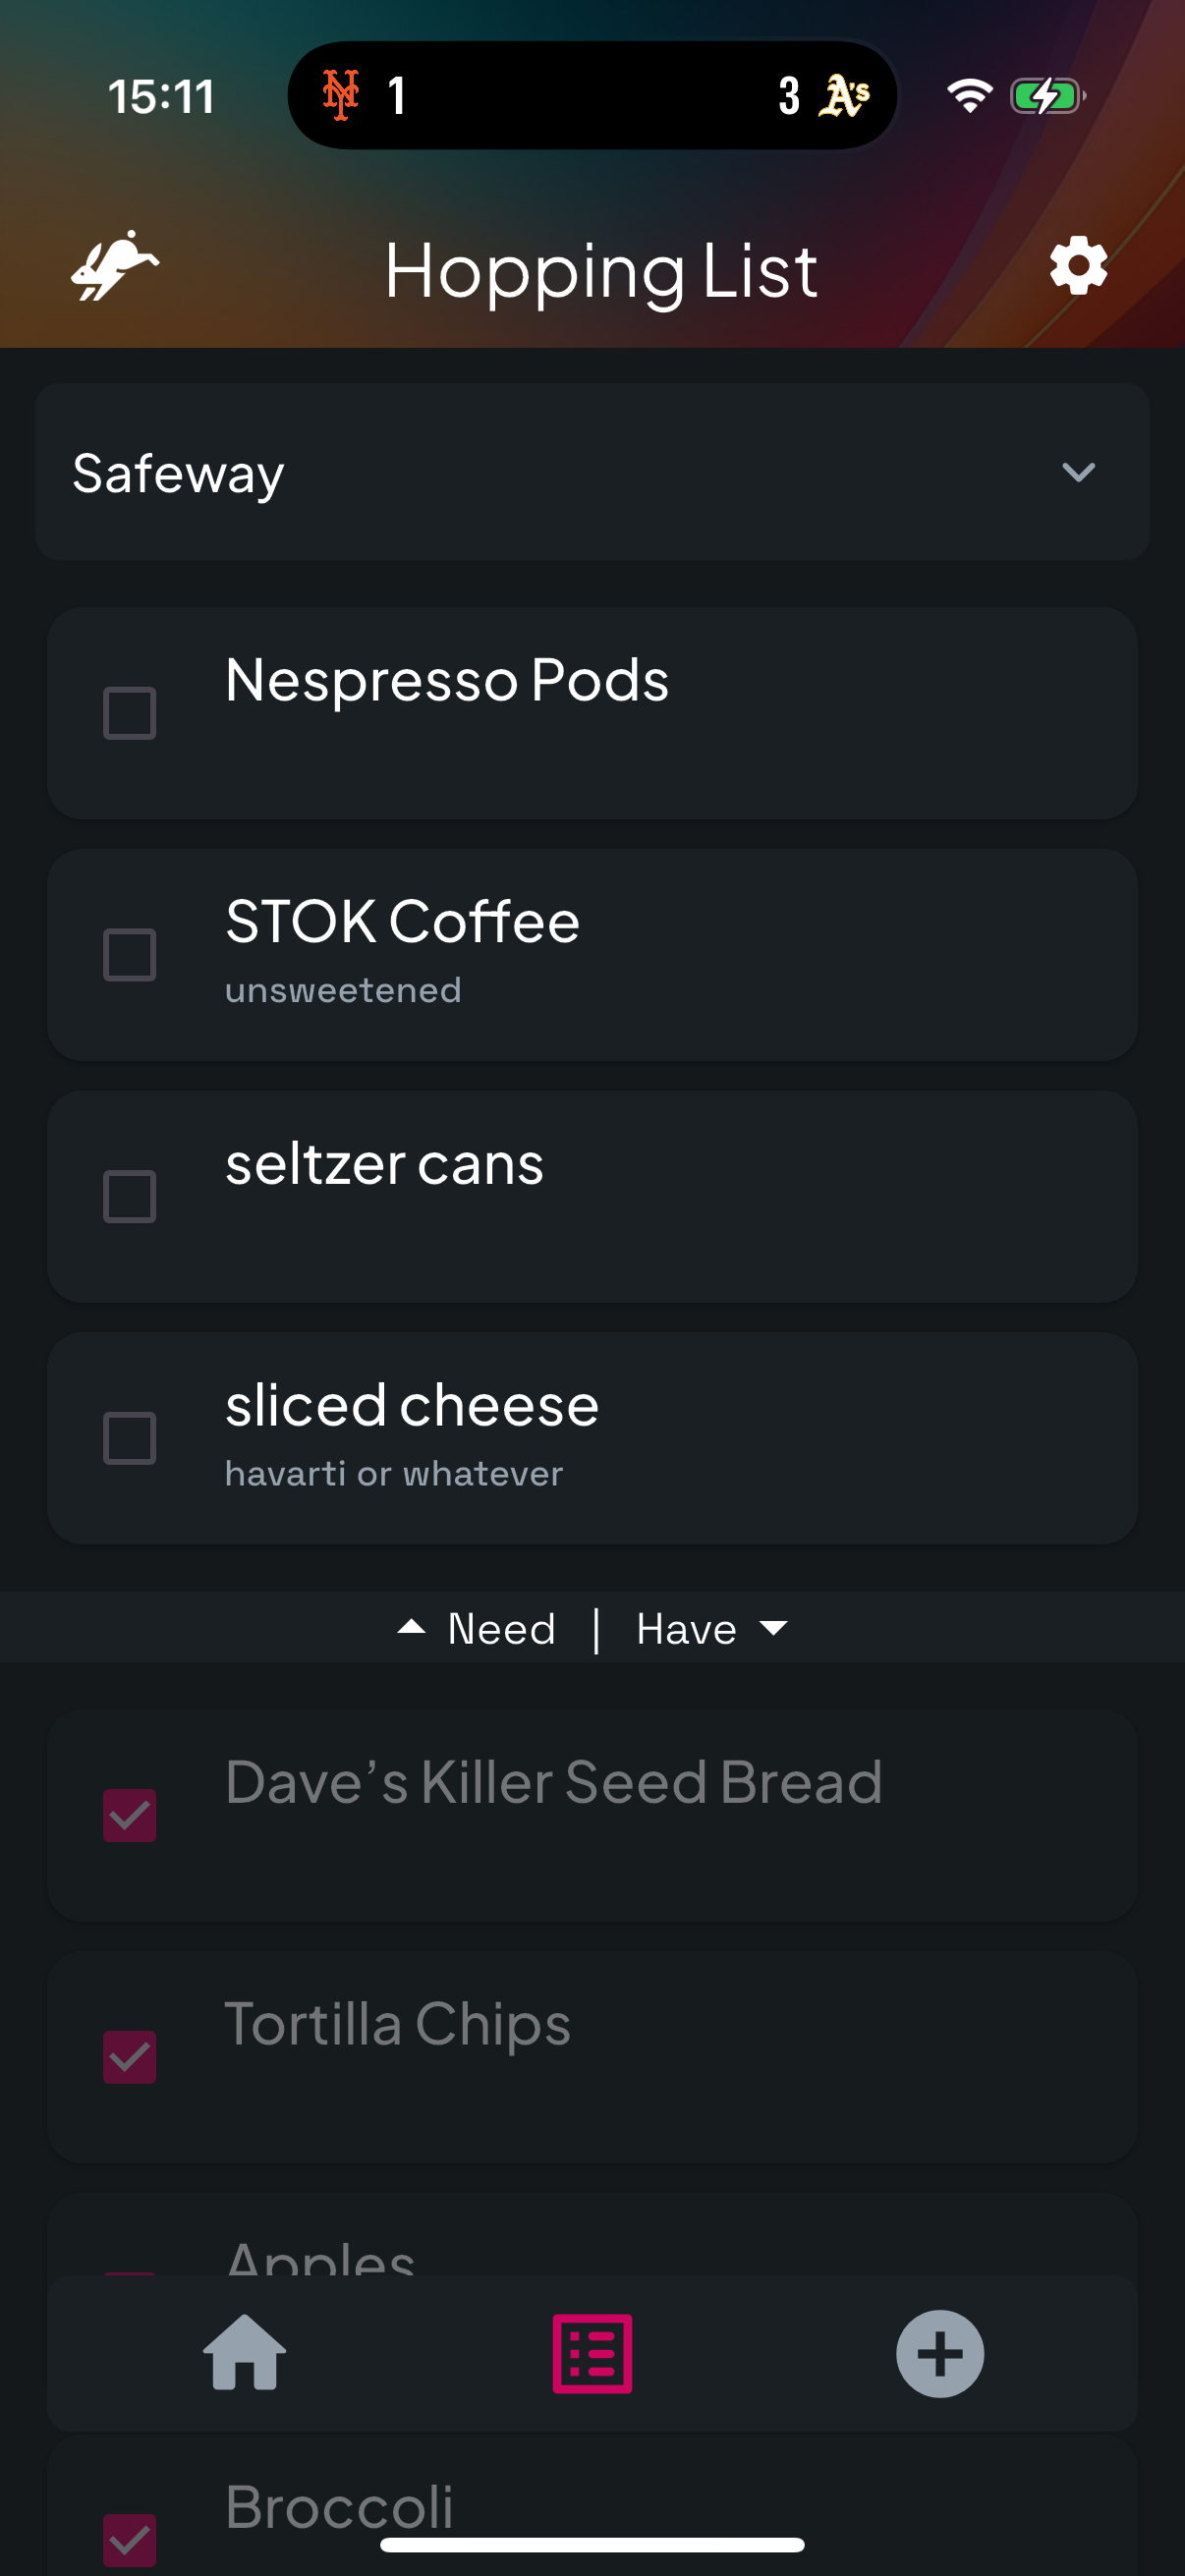 15:11
NY 1
3 A's
Hopping List
Safeway
Nespresso Pods
STOK Coffee
unsweetened
seltzer cans
sliced cheese
havarti or whatever
Need | Have
Dave’s Killer Seed Bread
Tortilla Chips
Apples
Broccoli